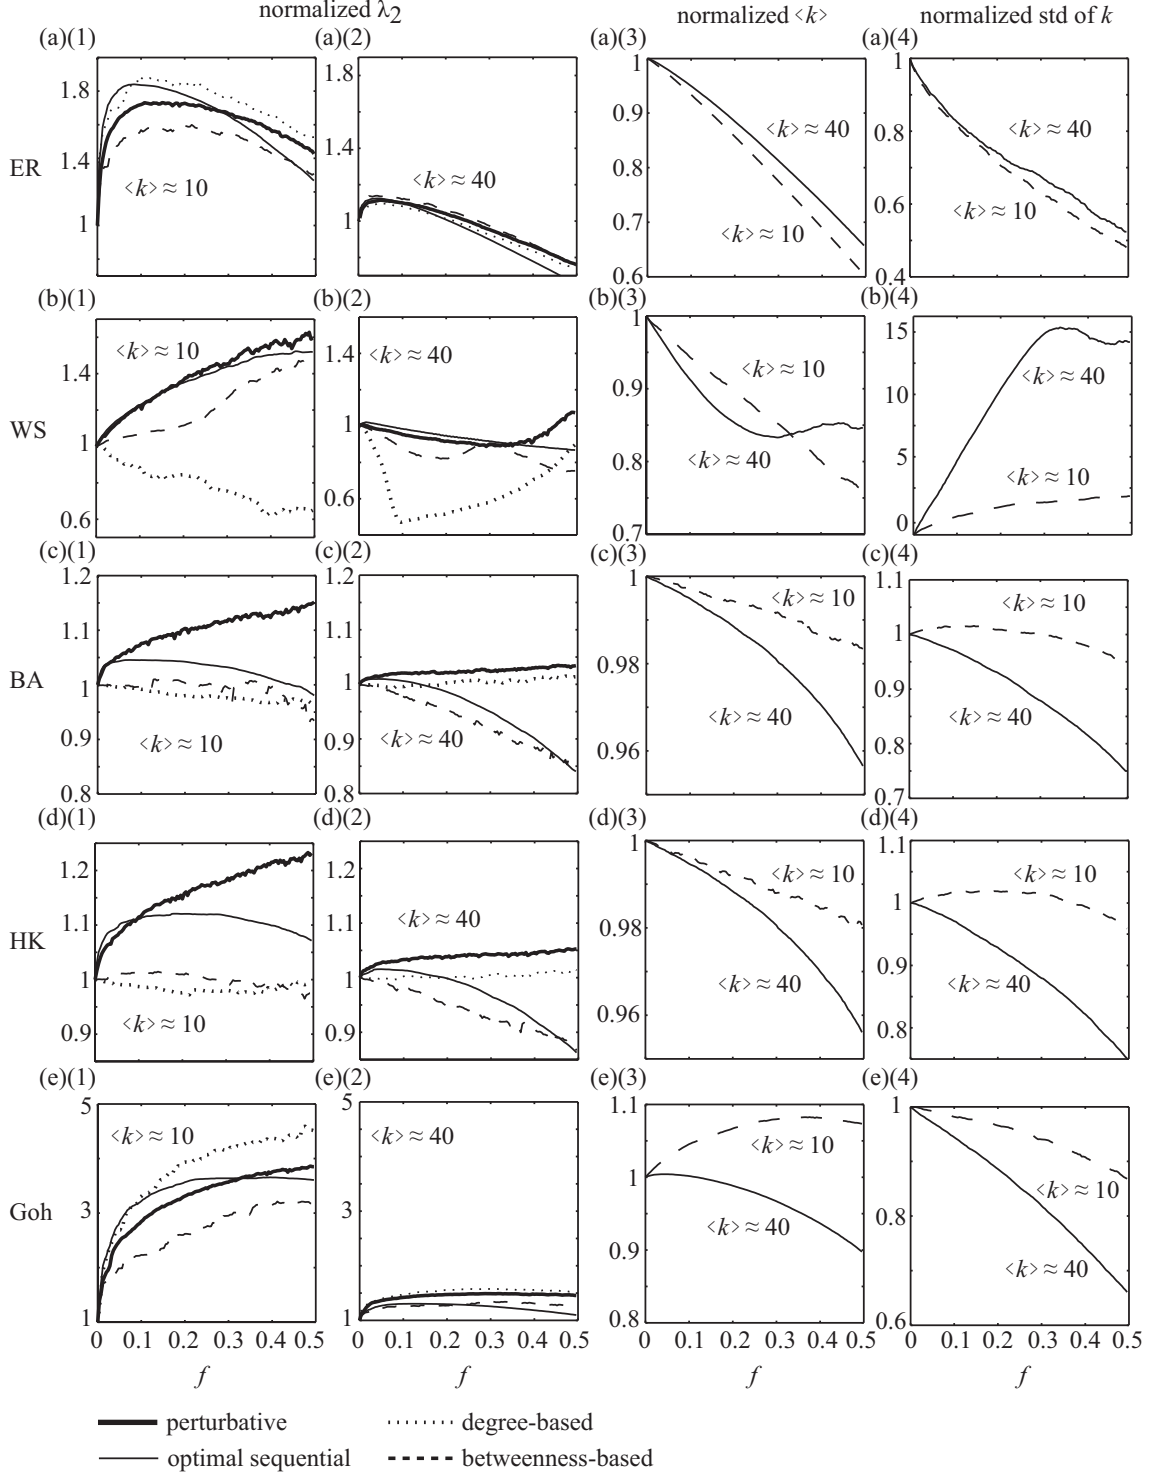 normalized λ2 normalized <k> normalized std of k
(a)(1) (a)(2) (a)(3) (a)(4)
ER
1.8
1.4
1
<k> ≈ 10
1.8
1.4
1
<k> ≈ 40
1
0.9
0.8
0.7
0.6
<k> ≈ 40
<k> ≈ 10
1
0.8
0.6
0.4
<k> ≈ 40
<k> ≈ 10
(b)(1) (b)(2) (b)(3) (b)(4)
WS
1.4
1
0.6
<k> ≈ 10
1.4
1
0.6
<k> ≈ 40
1
0.9
0.8
0.7
<k> ≈ 10
<k> ≈ 40
15
10
5
0
<k> ≈ 40
<k> ≈ 10
(c)(1) (c)(2) (c)(3) (c)(4)
BA
1.2
1.1
1
0.9
0.8
<k> ≈ 10
1.2
1.1
1
0.9
0.8
<k> ≈ 40
1
0.98
0.96
<k> ≈ 10
<k> ≈ 40
1.1
1
0.9
0.8
0.7
<k> ≈ 10
<k> ≈ 40
(d)(1) (d)(2) (d)(3) (d)(4)
HK
1.2
1.1
1
0.9
<k> ≈ 10
1.2
1.1
1
0.9
<k> ≈ 40
1
0.98
0.96
<k> ≈ 10
<k> ≈ 40
1.1
1
0.9
0.8
<k> ≈ 10
<k> ≈ 40
(e)(1) (e)(2) (e)(3) (e)(4)
Goh
5
3
1
<k> ≈ 10
5
3
1
<k> ≈ 40
1.1
1
0.9
0.8
<k> ≈ 10
<k> ≈ 40
1
0.8
0.6
<k> ≈ 10
<k> ≈ 40
0 0.1 0.2 0.3 0.4 0.5 0 0.1 0.2 0.3 0.4 0.5 0 0.1 0.2 0.3 0.4 0.5 0 0.1 0.2 0.3 0.4 0.5
f f f f
perturbative degree-based
optimal sequential betweenness-based